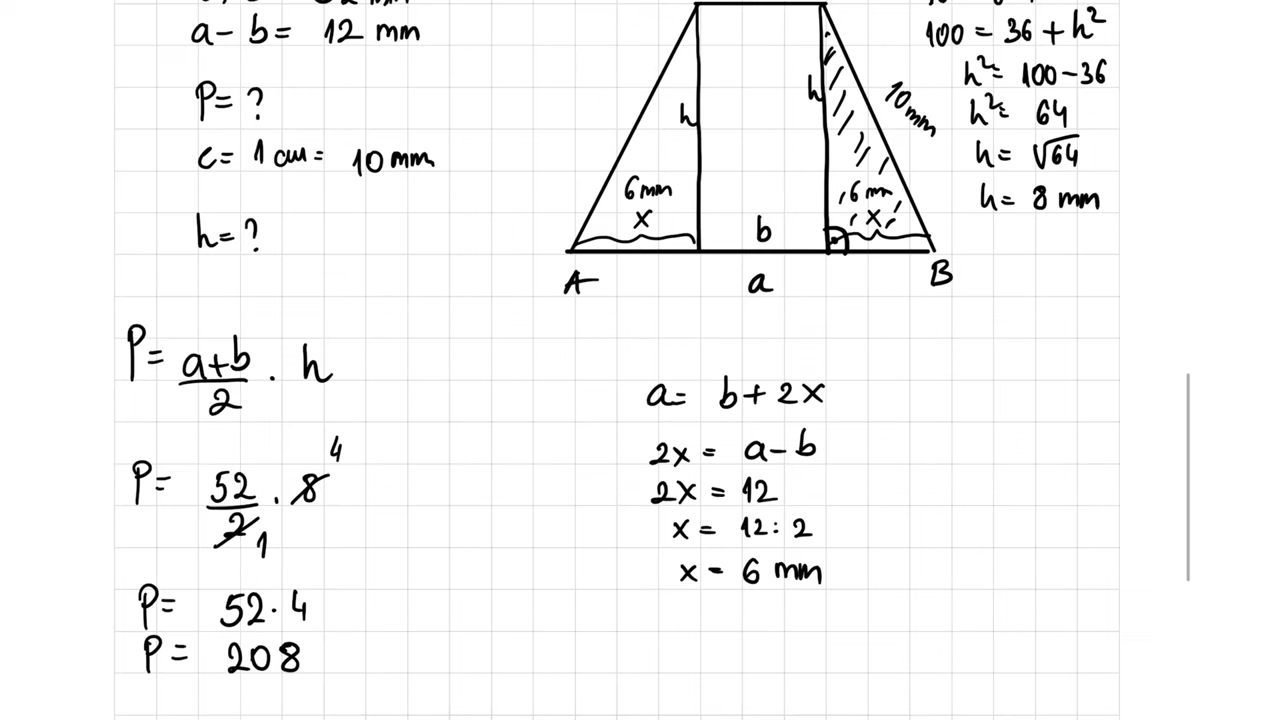 a - b = 12 mm
P = ?
c = 1 cm = 10 mm
h = ?
h
h
10 mm
6 mm
x
6 mm
x
b
A
a
B
100 = 36 + h²
h² = 100 - 36
h² = 64
h = √64
h = 8 mm
P = a+b/2 · h
P = 52/2 · 8 4
1
P = 52 · 4
P = 208
a = b + 2x
2x = a - b
2x = 12
x = 12 : 2
x = 6 mm